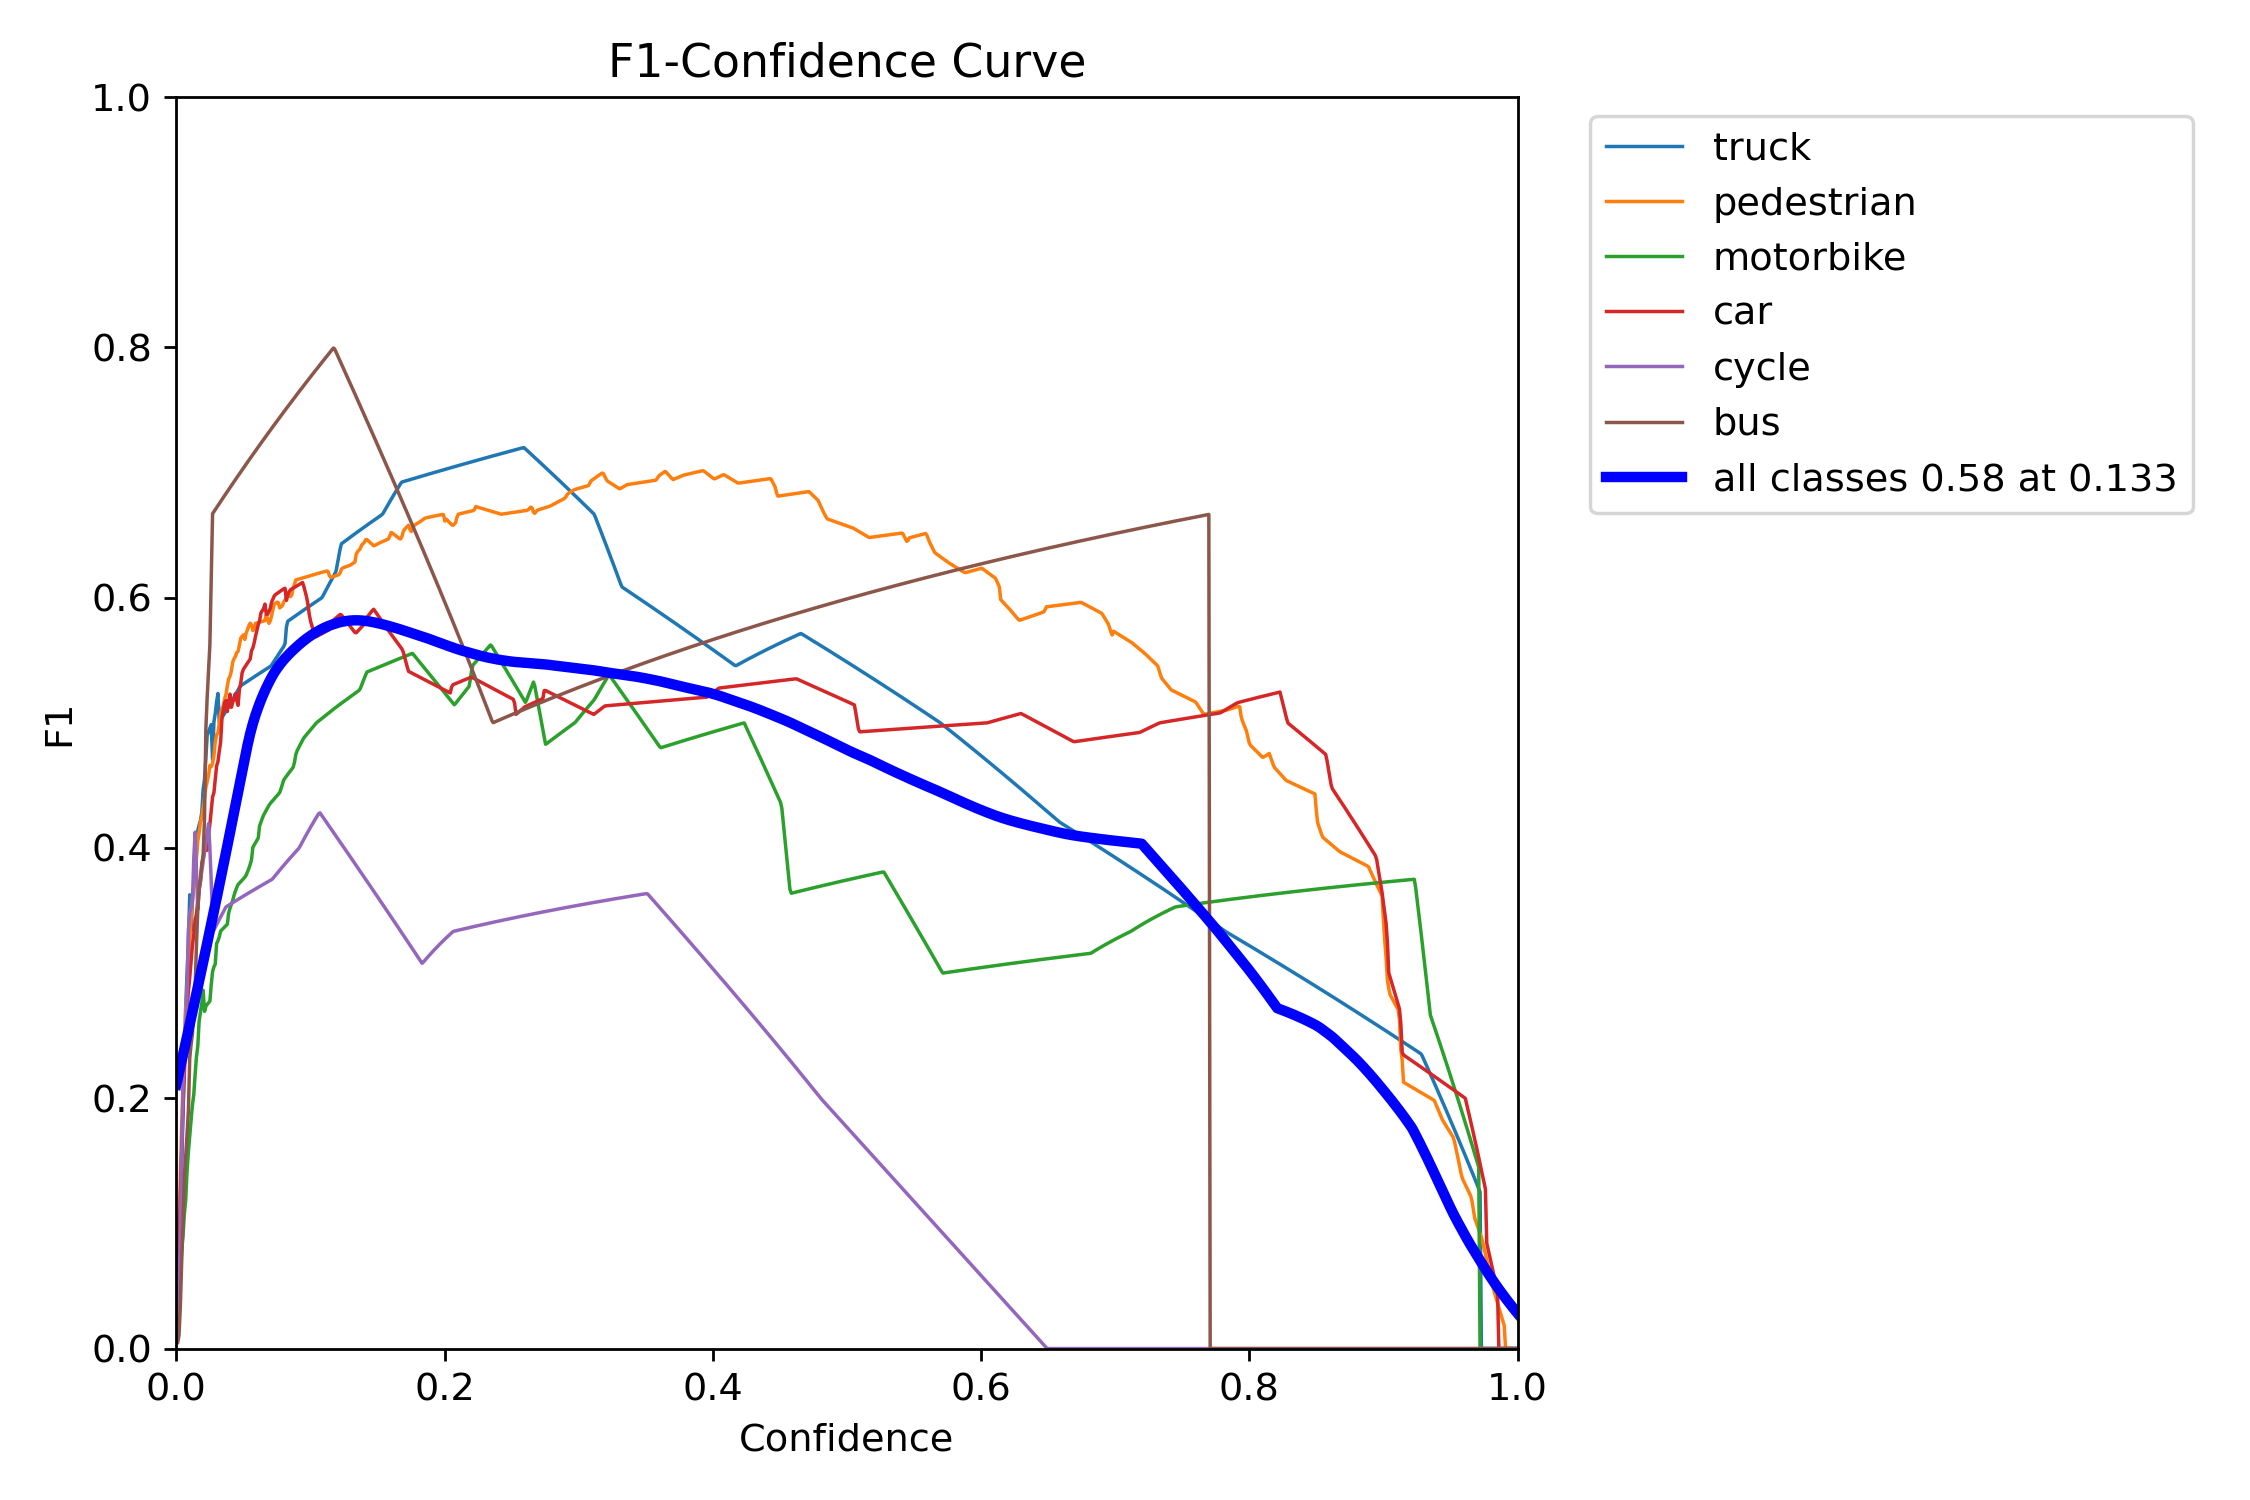 F1-Confidence Curve
1.0
0.8
0.6
0.4
0.2
0.0
F1
0.0 0.2 0.4 0.6 0.8 1.0
Confidence
truck
pedestrian
motorbike
car
cycle
bus
all classes 0.58 at 0.133